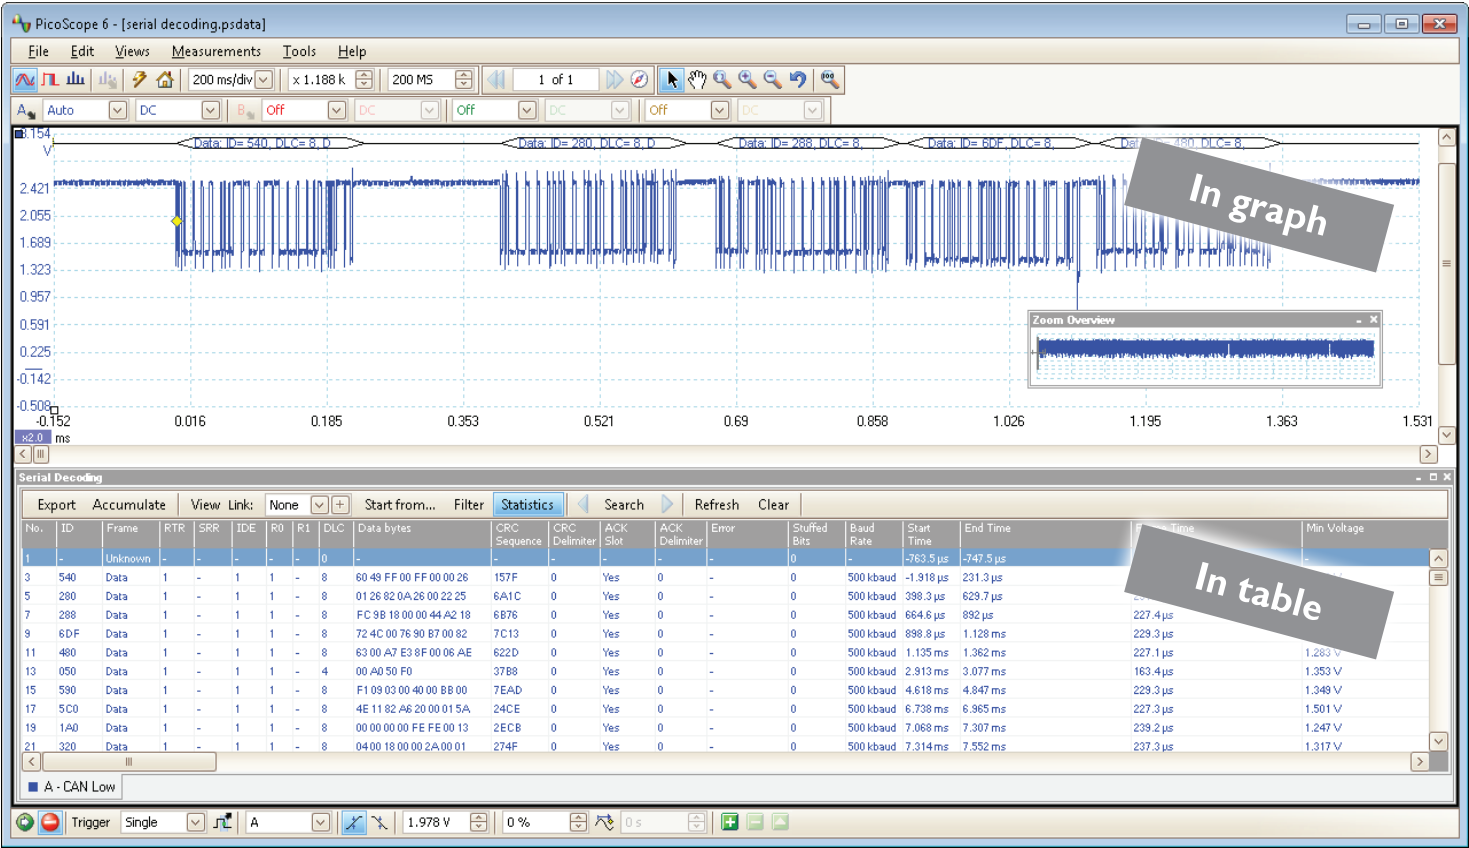 PicoScope 6 - [serial decoding.psdata]
File Edit Views Measurements Tools Help
200 ms/div x 1.188 k 200 MS 1 of 1
A Auto DC B Off DC Off DC Off DC
3.154 Data: ID= 540, DLC= 8, D Data: ID= 280, DLC= 8, D Data: ID= 288, DLC= 8, Data: ID= 6DF, DLC= 8, Data: ID= 480, DLC= 8,
V
2.421
In graph
2.055
1.689
1.323
0.957
0.591
Zoom Overview
0.225
-0.142
-0.508
-0.152 0.016 0.185 0.353 0.521 0.69 0.858 1.026 1.195 1.363 1.531
x2.0 ms
Serial Decoding
Export Accumulate View Link: None Start from... Filter Statistics Search Refresh Clear
No. ID Frame RTR SRR IDE R0 R1 DLC Data bytes CRC Sequence CRC Delimiter ACK Slot ACK Delimiter Error Stuffed Bits Baud Rate Start Time End Time Time Min Voltage
1 - Unknown - - - - - 0 - - - - - - 0 - -763.5 µs -747.5 µs
3 540 Data 1 - 1 1 - 8 60 49 FF 00 FF 00 00 26 157F 0 Yes 0 - 0 500 kbaud -1.918 µs 231.3 µs
5 280 Data 1 - 1 1 - 8 01 26 82 0A 26 00 22 25 6A1C 0 Yes 0 - 0 500 kbaud 398.3 µs 629.7 µs
In table
7 288 Data 1 - 1 1 - 8 FC 9B 18 00 00 44 A2 18 6B76 0 Yes 0 - 0 500 kbaud 664.6 µs 892 µs 227.4 µs
9 6DF Data 1 - 1 1 - 8 72 4C 00 76 90 B7 00 82 7C13 0 Yes 0 - 0 500 kbaud 898.8 µs 1.128 ms 229.3 µs
11 480 Data 1 - 1 1 - 8 63 00 A7 E3 8F 00 06 AE 622D 0 Yes 0 - 0 500 kbaud 1.135 ms 1.362 ms 227.1 µs 1.283 V
13 050 Data 1 - 1 1 - 4 00 A0 50 F0 37B8 0 Yes 0 - 0 500 kbaud 2.913 ms 3.077 ms 163.4 µs 1.353 V
15 590 Data 1 - 1 1 - 8 F1 09 03 00 40 00 BB 00 7EAD 0 Yes 0 - 0 500 kbaud 4.618 ms 4.847 ms 229.3 µs 1.349 V
17 5C0 Data 1 - 1 1 - 8 4E 11 82 A6 20 00 01 5A 24CE 0 Yes 0 - 0 500 kbaud 6.738 ms 6.965 ms 227.3 µs 1.501 V
19 1A0 Data 1 - 1 1 - 8 00 00 00 00 FE FE 00 13 2ECB 0 Yes 0 - 0 500 kbaud 7.068 ms 7.307 ms 239.2 µs 1.247 V
21 320 Data 1 - 1 1 - 8 04 00 18 00 00 2A 00 01 274F 0 Yes 0 - 0 500 kbaud 7.314 ms 7.552 ms 237.3 µs 1.317 V
A - CAN Low
Trigger Single A 1.978 V 0 % 0 s